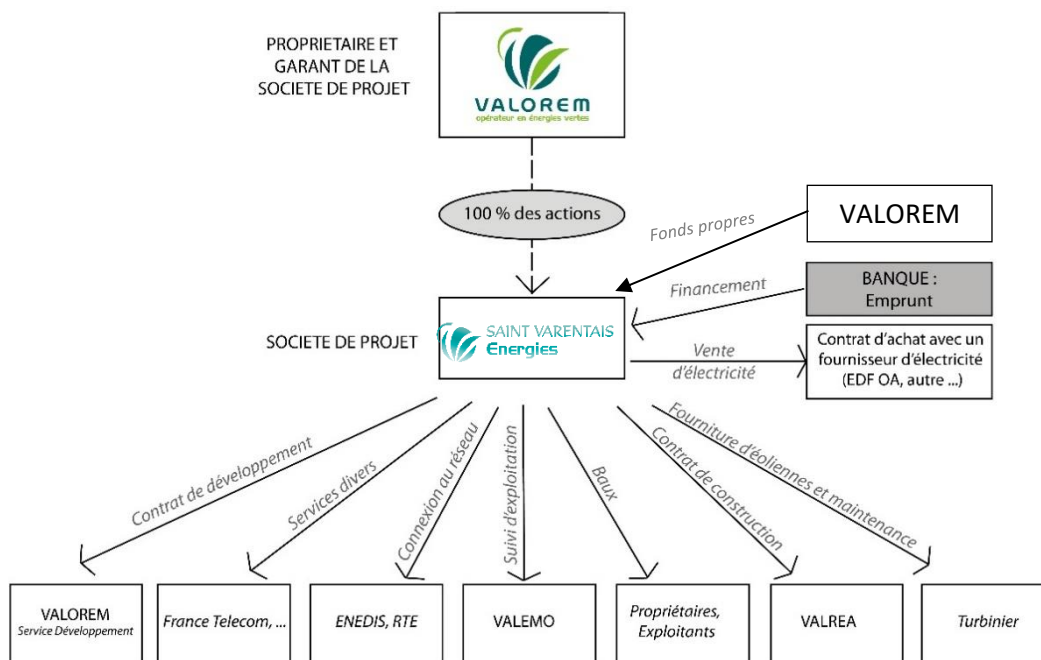 PROPRIETAIRE ET
GARANT DE LA
SOCIETE DE PROJET
VALOREM
opérateur en énergies vertes
100 % des actions
Fonds propres
VALOREM
Financement
BANQUE :
Emprunt
SOCIETE DE PROJET
SAINT VARENTAIS
Energies
Vente
d'électricité
Contrat d'achat avec un
fournisseur d'électricité
(EDF OA, autre ...)
Contrat de développement
Services divers
Connexion au réseau
Suivi d'exploitation
Baux
Contrat de construction
Fourniture d'éoliennes et maintenance
VALOREM
Service Développement
France Telecom, ...
ENEDIS, RTE
VALEMO
Propriétaires,
Exploitants
VALREA
Turbinier